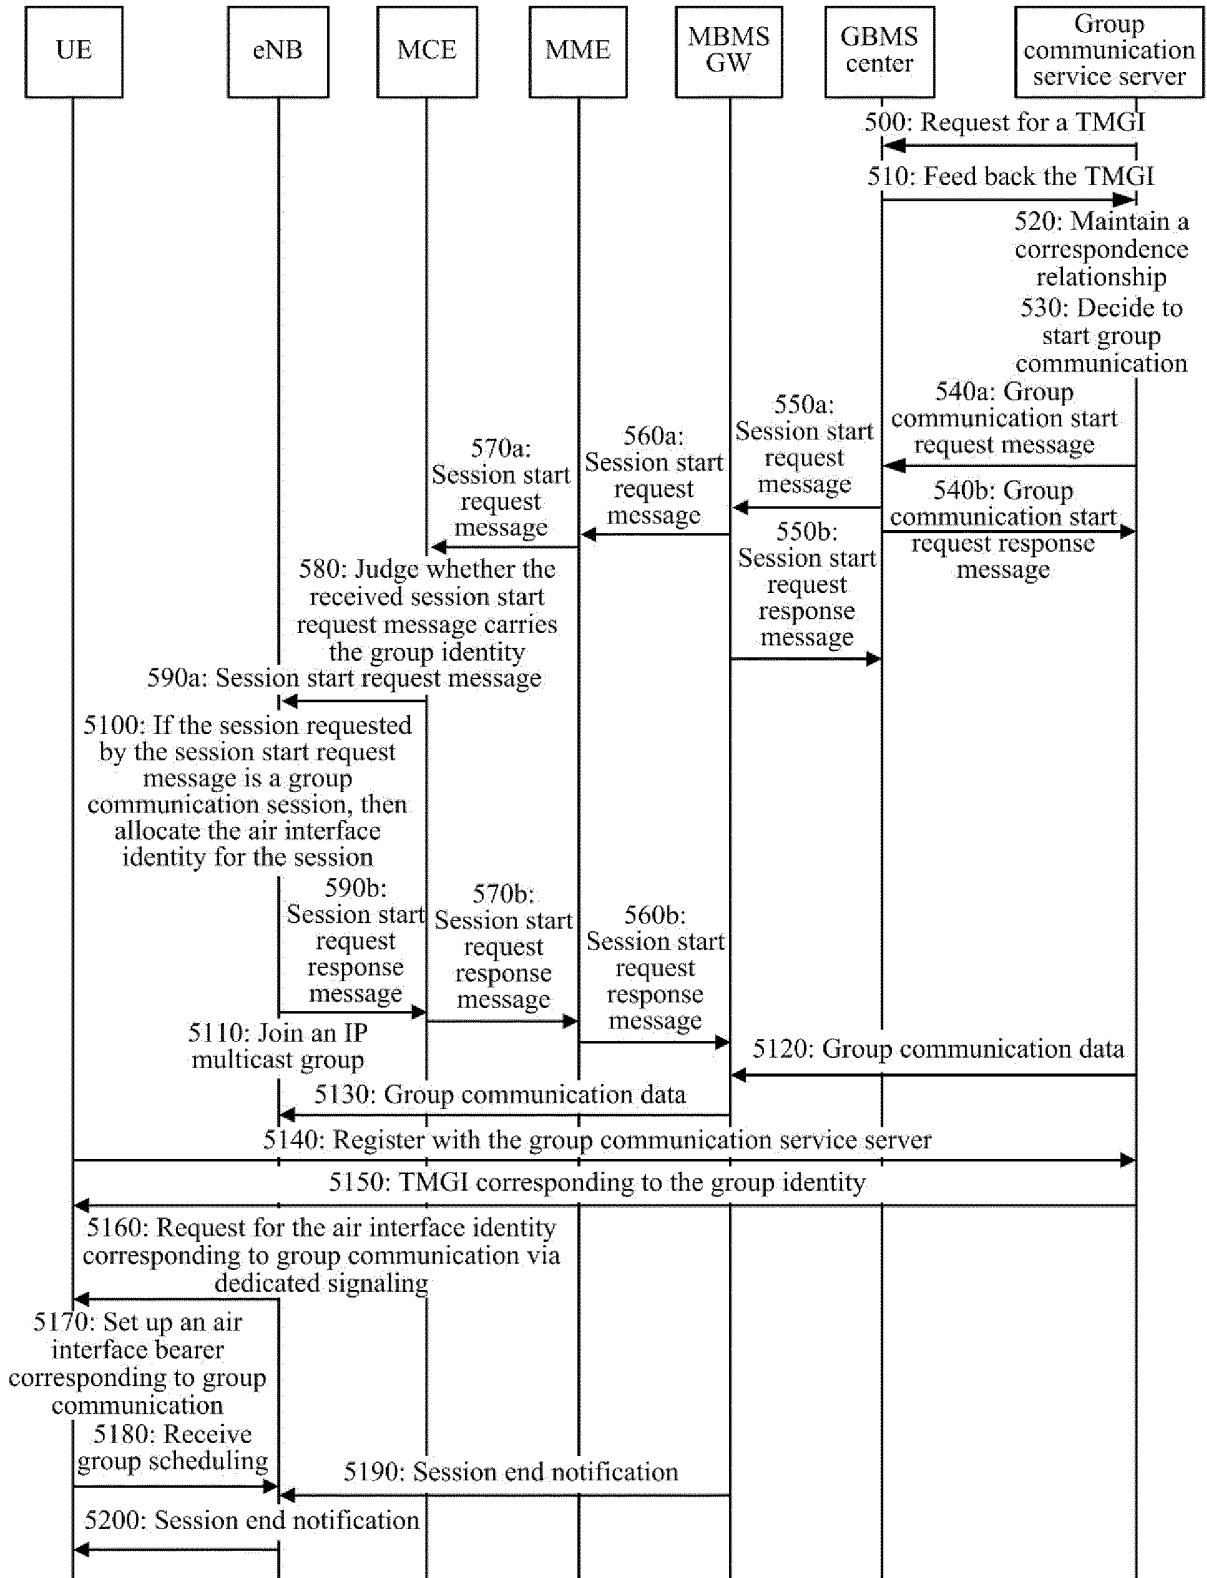 UE
eNB
MCE
MME
MBMS
GW
GBMS
center
Group
communication
service server
500: Request for a TMGI
510: Feed back the TMGI
520: Maintain a
correspondence
relationship
530: Decide to
start group
communication
540a: Group
communication start
request message
550a:
Session start
request
message
560a:
Session start
request
message
570a:
Session start
request
message
540b: Group
communication start
request response
message
550b:
Session start
request
response
message
580: Judge whether the
received session start
request message carries
the group identity
590a: Session start request message
5100: If the session requested
by the session start request
message is a group
communication session, then
allocate the air interface
identity for the session
590b:
Session start
request
response
message
570b:
Session start
request
response
message
560b:
Session start
request
response
message
5110: Join an IP
multicast group
5120: Group communication data
5130: Group communication data
5140: Register with the group communication service server
5150: TMGI corresponding to the group identity
5160: Request for the air interface identity
corresponding to group communication via
dedicated signaling
5170: Set up an air
interface bearer
corresponding to group
communication
5180: Receive
group scheduling
5190: Session end notification
5200: Session end notification